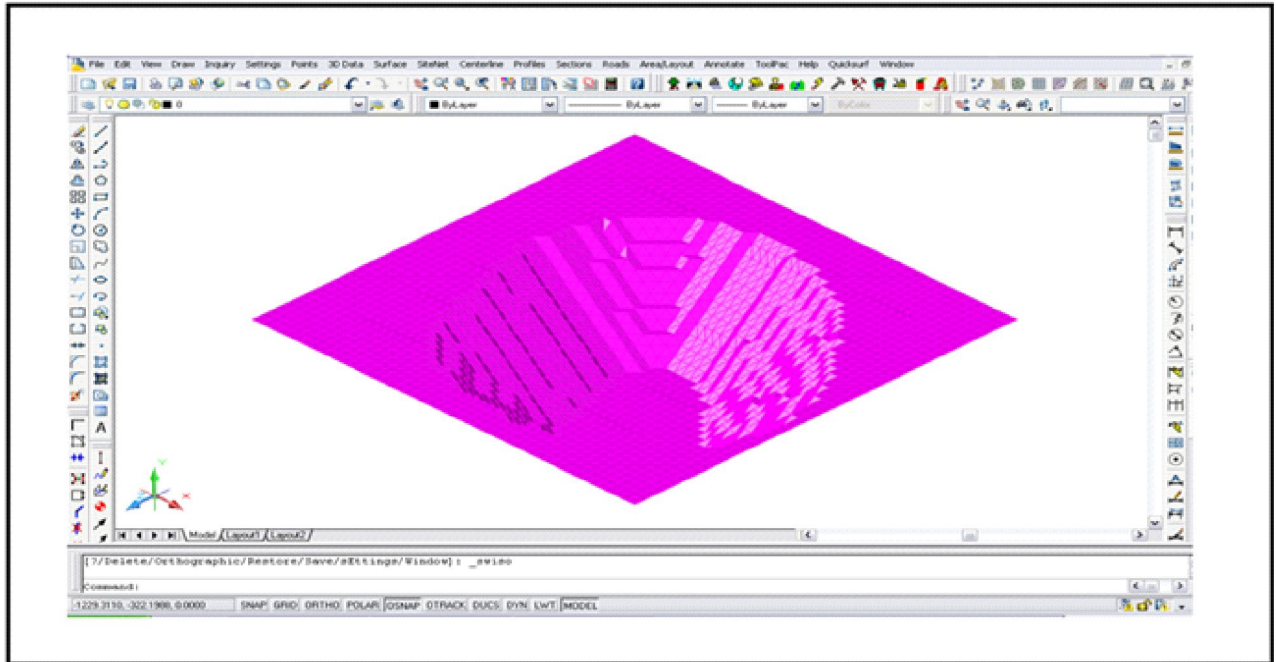 File Edit View Draw Inquiry Settings Points 3D Data Surface SiteNet Centerline Profiles Sections Roads Area/Layout Annotate ToolPac Help Quicksurf Window
0 ByLayer ByLayer ByLayer ByColor
A
Y
X
Model Layout1 Layout2
[?/Delete/Orthographic/Restore/Save/sEttings/Window]: _swiso
Command:
-1229.3110, -322.1988, 0.0000 SNAP GRID ORTHO POLAR OSNAP OTRACK DUCS DYN LWT MODEL